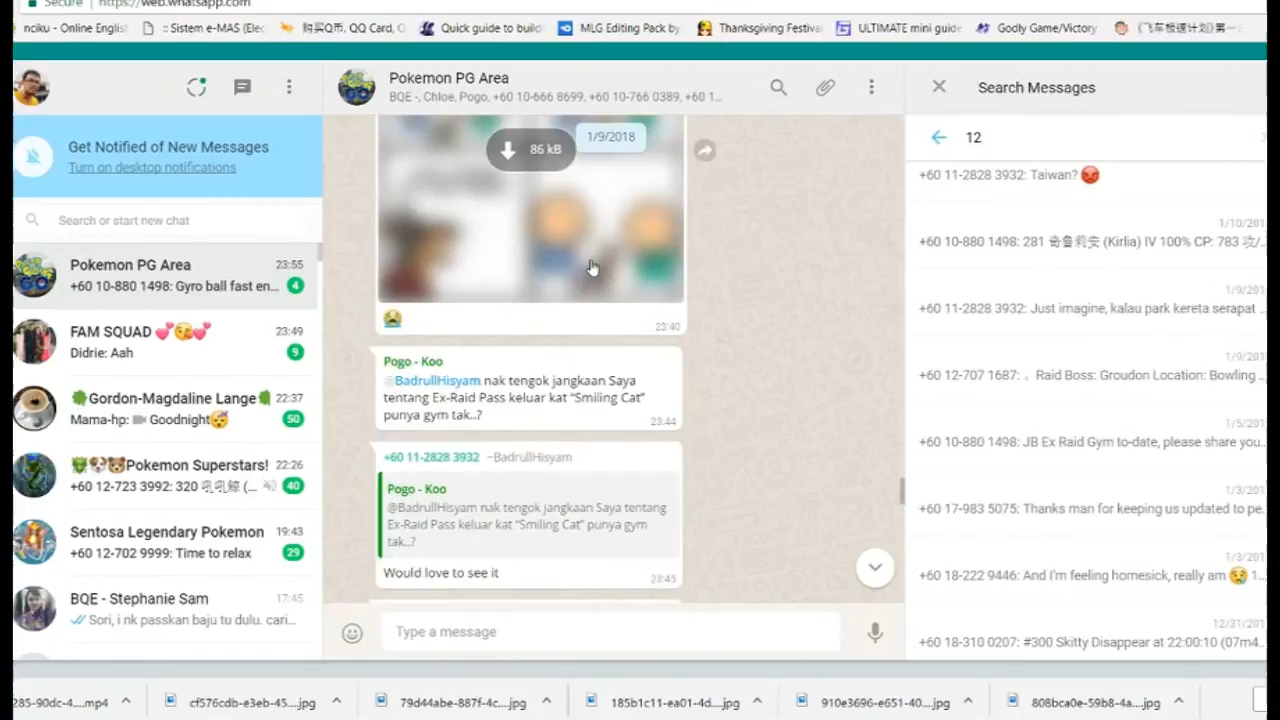 Secure https://web.whatsapp.com
nciku - Online Englis
:: Sistem e-MAS (Elec
购买Q币, QQ Card, Q
Quick guide to buildi
MLG Editing Pack by
Thanksgiving Festiva
ULTIMATE mini guide
Godly Game/Victory
《飞车极速计划》第一
Get Notified of New Messages
Turn on desktop notifications
Search or start new chat
Pokemon PG Area 23:55
+60 10-880 1498: Gyro ball fast en... 4
FAM SQUAD 💕😘💕 23:49
Didrie: Aah 9
🍀Gordon-Magdaline Lange🍀 22:37
Mama-hp: Goodnight😴 50
Pokemon Superstars! 22:26
+60 12-723 3992: 320 吼吼鲸 (... 40
Sentosa Legendary Pokemon 19:43
+60 12-702 9999: Time to relax 29
BQE - Stephanie Sam 17:45
Sori, i nk passkan baju tu dulu. cari...
Pokemon PG Area
BQE -, Chloe, Pogo, +60 10-666 8699, +60 10-766 0389, +60 1...
1/9/2018
86 kB
😭
23:40
Pogo - Koo
@BadrullHisyam nak tengok jangkaan Saya
tentang Ex-Raid Pass keluar kat “Smiling Cat”
punya gym tak..?
23:44
+60 11-2828 3932 ~BadrulHisyam
Pogo - Koo
@BadrullHisyam nak tengok jangkaan Saya tentang
Ex-Raid Pass keluar kat “Smiling Cat” punya gym
tak..?
Would love to see it
23:45
Type a message
Search Messages
12
+60 11-2828 3932: Taiwan? 😡
1/10/201
+60 10-880 1498: 281 奇鲁莉安 (Kirlia) IV 100% CP: 783 攻/...
1/9/201
+60 11-2828 3932: Just imagine, kalau park kereta serapat ...
1/9/201
+60 12-707 1687: 、Raid Boss: Groudon Location: Bowling ...
1/5/201
+60 10-880 1498: JB Ex Raid Gym to-date, please share you...
1/3/201
+60 17-983 5075: Thanks man for keeping us updated to pe...
1/3/201
+60 18-222 9446: And I'm feeling homesick, really am 😢 1...
12/31/201
+60 18-310 0207: #300 Skitty Disappear at 22:00:10 (07m4...
285-90dc-4....mp4
cf576cdb-e3eb-45....jpg
79d44abe-887f-4c....jpg
185b1c11-ea01-4d....jpg
910e3696-e651-40....jpg
808bca0e-59b8-4a....jpg